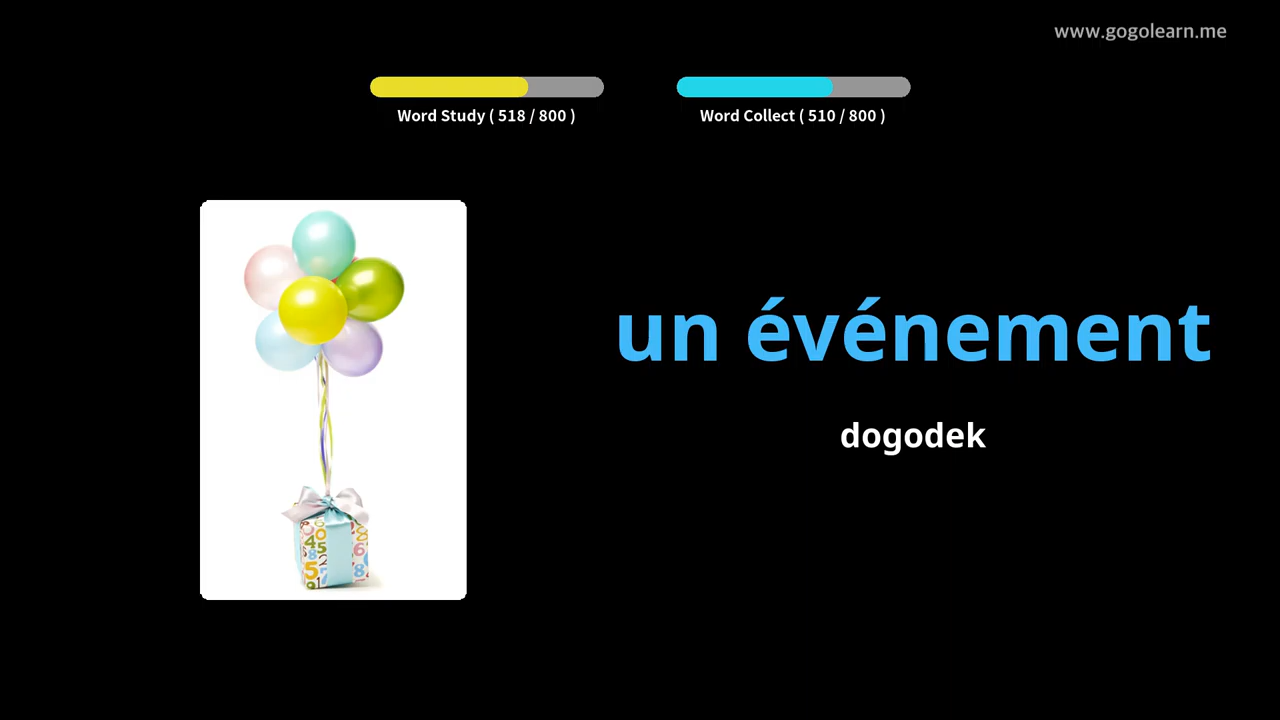 www.gogolearn.me
Word Study ( 518 / 800 )
Word Collect ( 510 / 800 )
un événement
dogodek